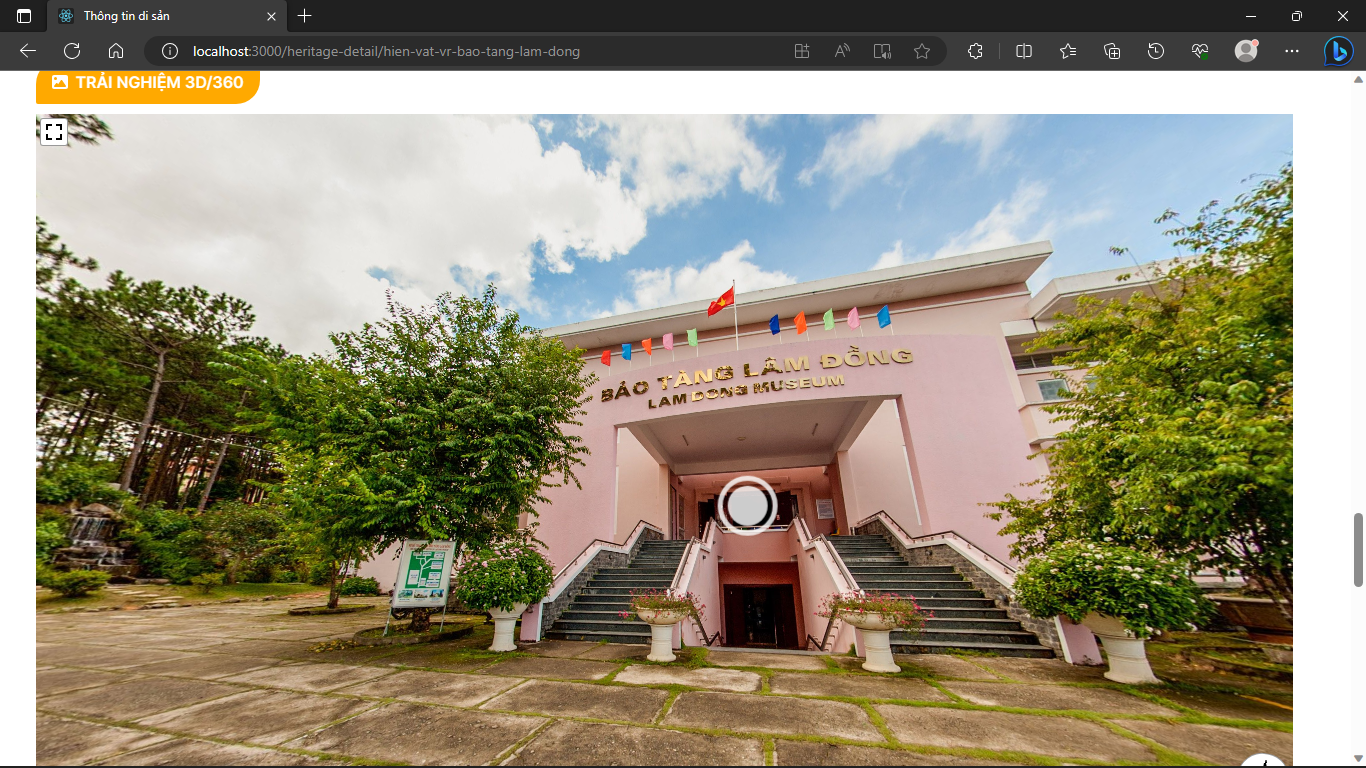 Thông tin di sản
localhost:3000/heritage-detail/hien-vat-vr-bao-tang-lam-dong
TRẢI NGHIỆM 3D/360
BẢO TÀNG LÂM ĐỒNG
LAM DONG MUSEUM